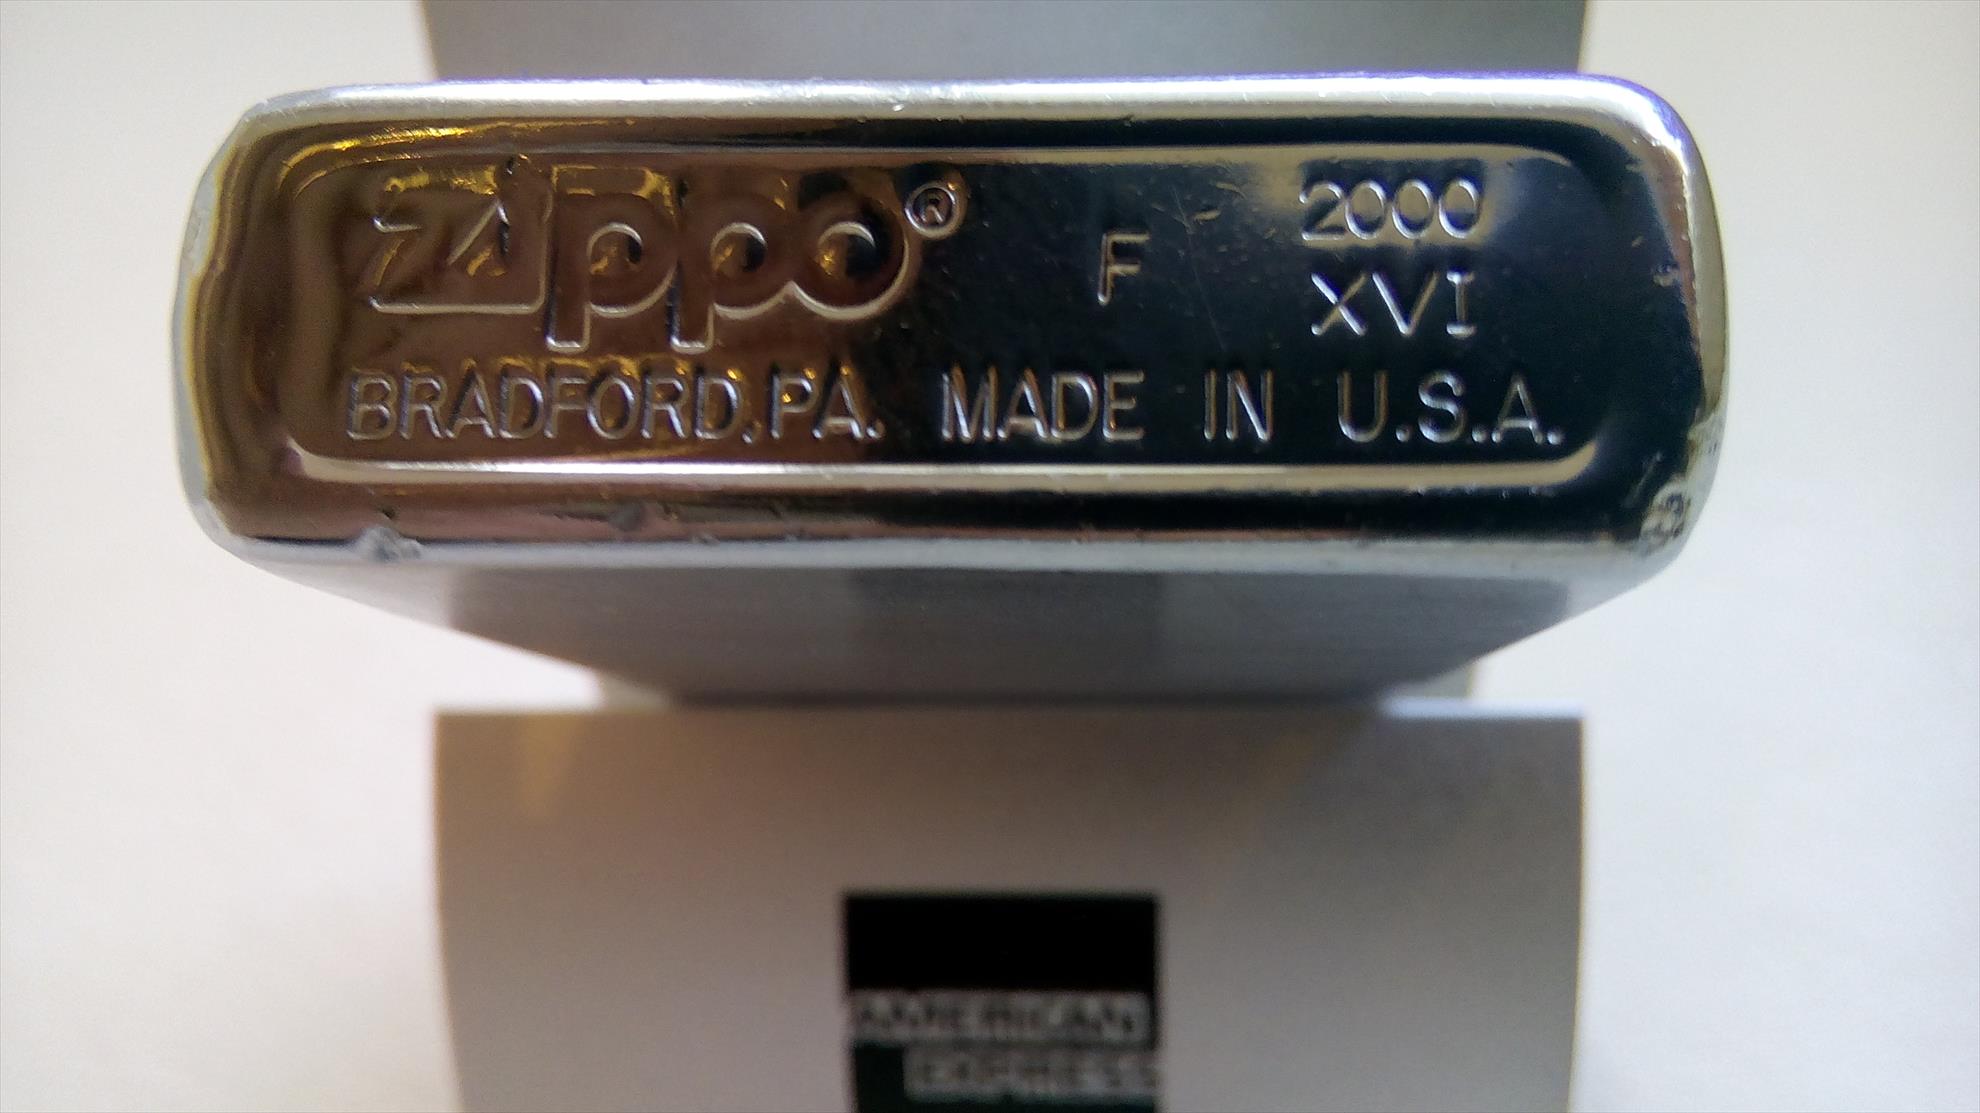 Zippo® F 2000
XVI
BRADFORD, PA. MADE IN U.S.A.
AMERICAN
EXPRESS